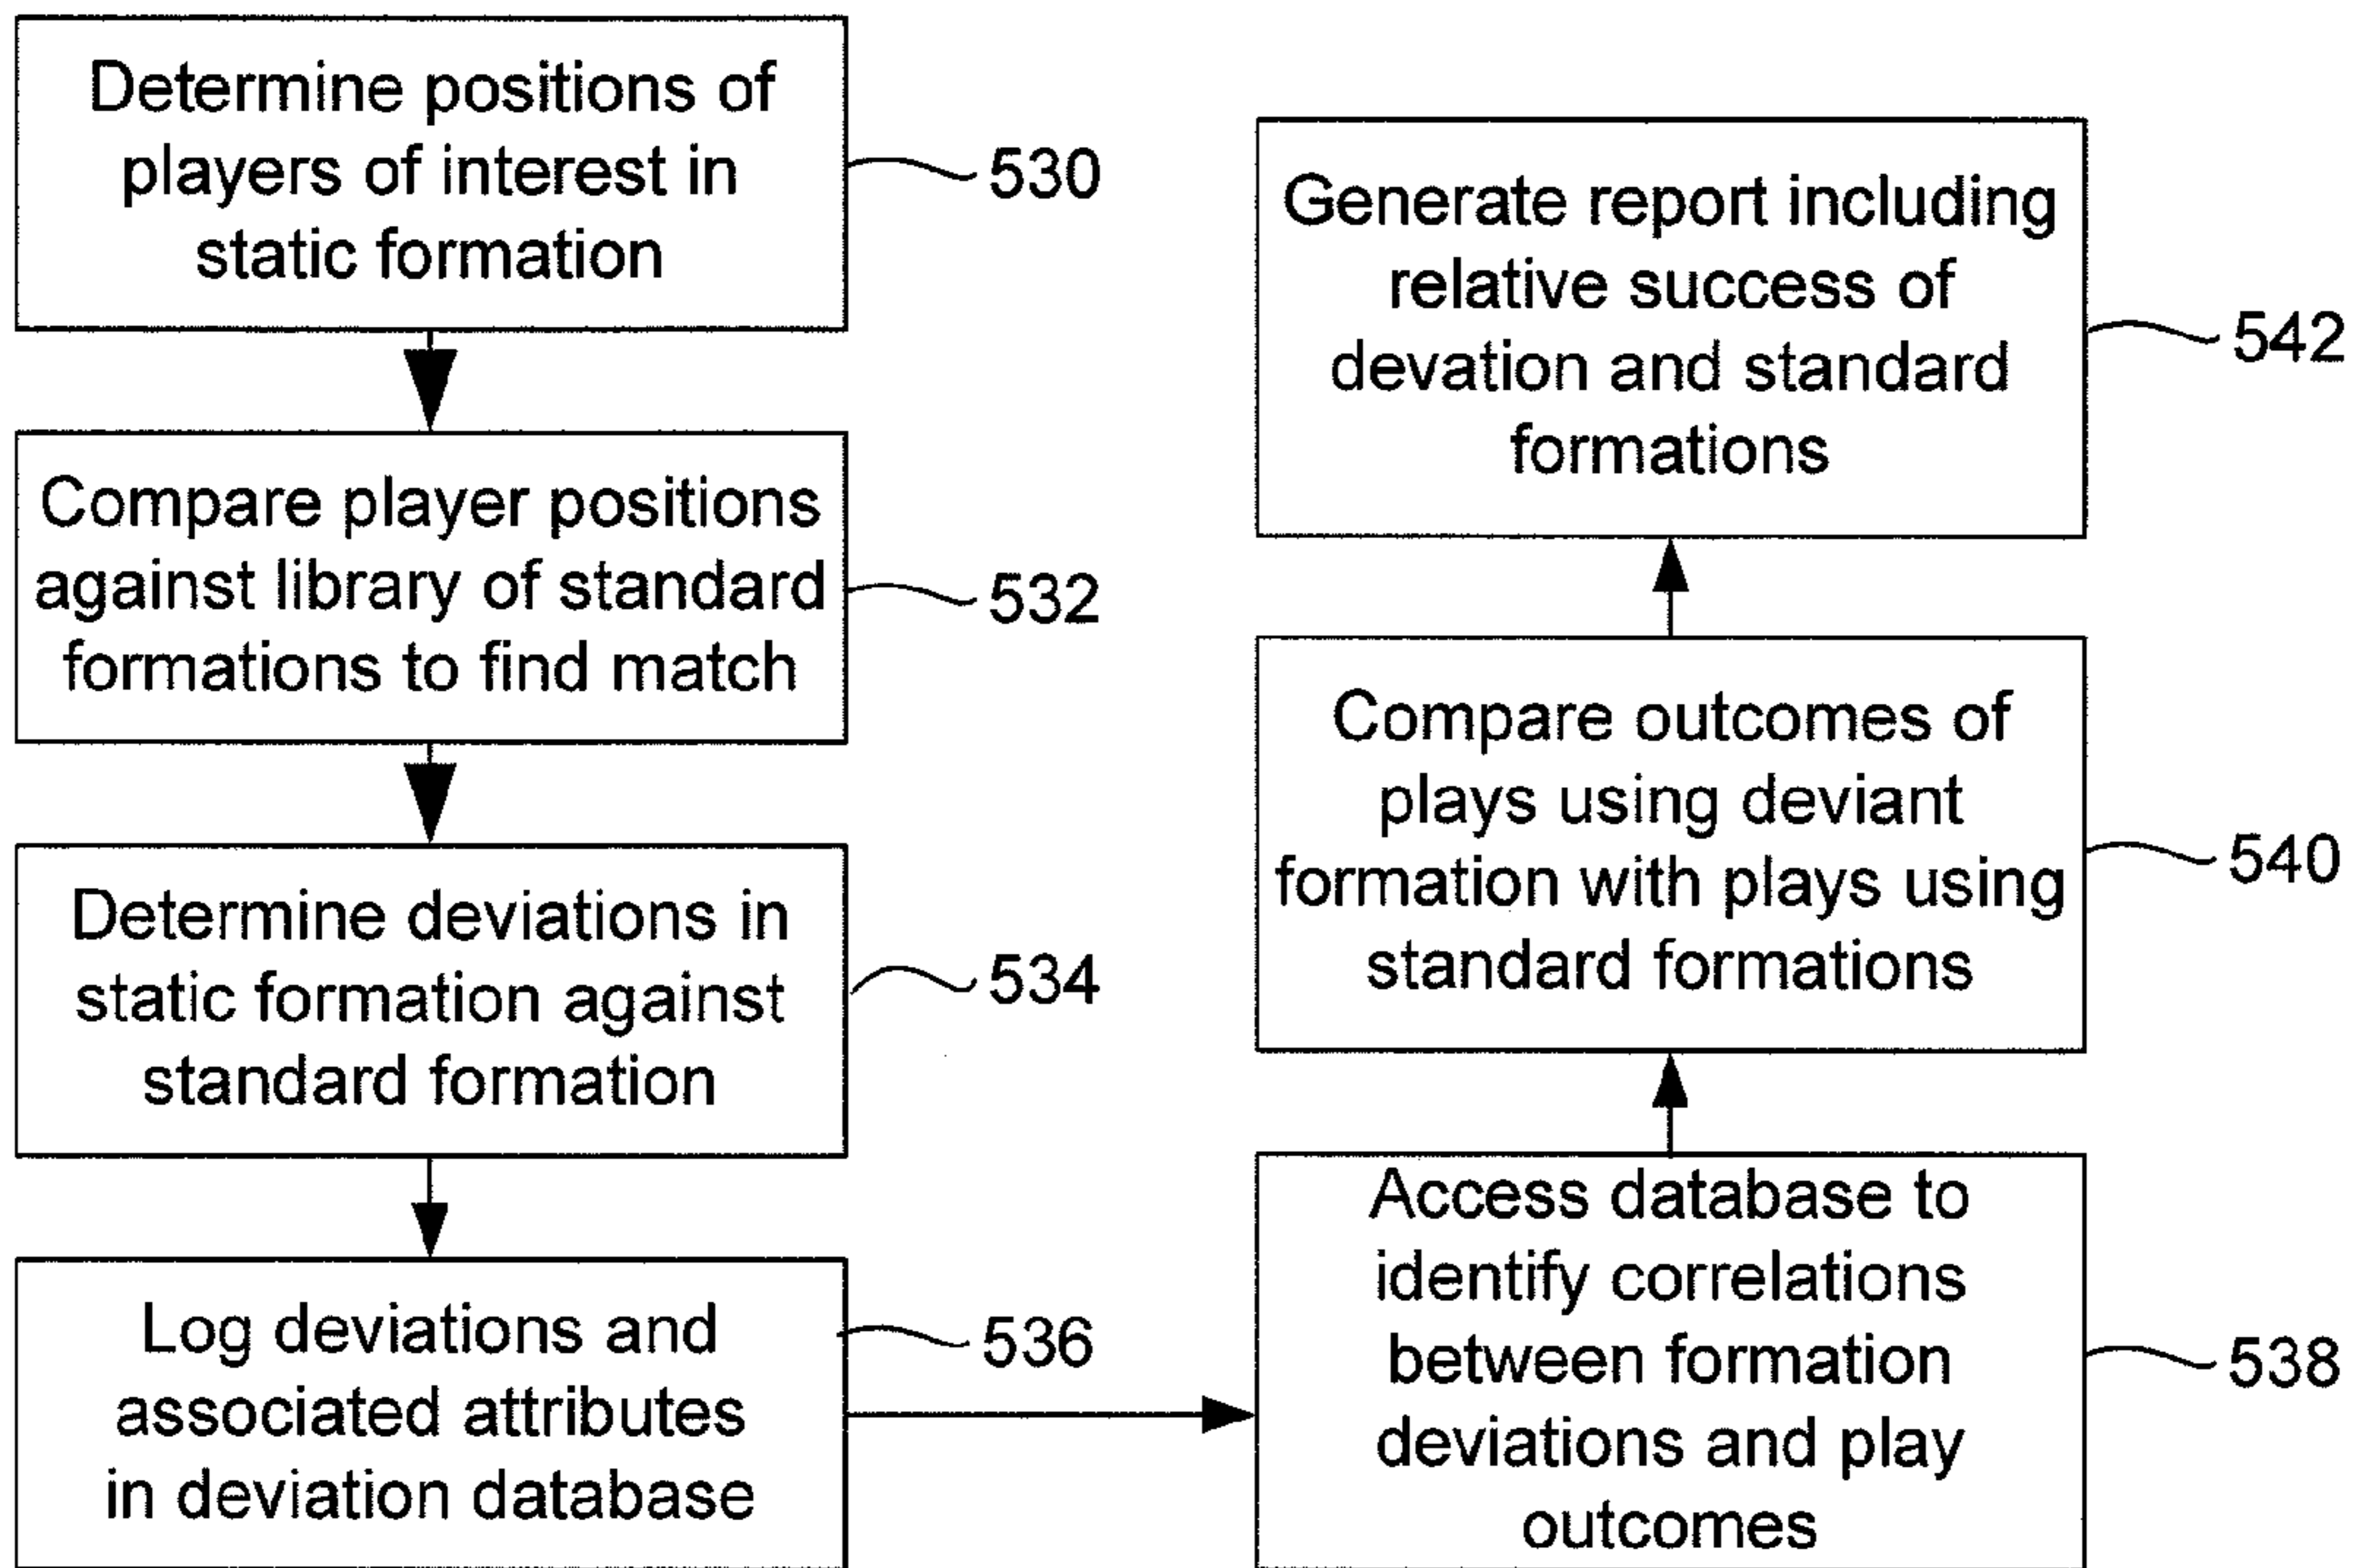 Determine positions of
players of interest in
static formation
530
Compare player positions
against library of standard
formations to find match
532
Determine deviations in
static formation against
standard formation
534
Log deviations and
associated attributes
in deviation database
536
Access database to
identify correlations
between formation
deviations and play
outcomes
538
Compare outcomes of
plays using deviant
formation with plays using
standard formations
540
Generate report including
relative success of
devation and standard
formations
542